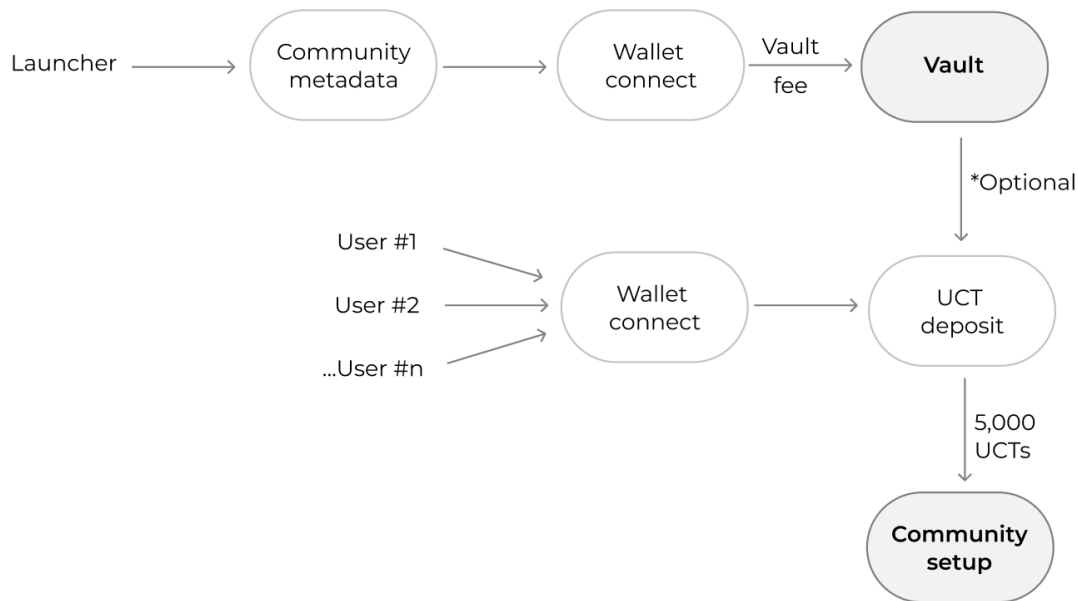 Launcher
Community
metadata
Wallet
connect
Vault
fee
Vault
*Optional
User #1
User #2
...User #n
Wallet
connect
UCT
deposit
5,000
UCTs
Community
setup